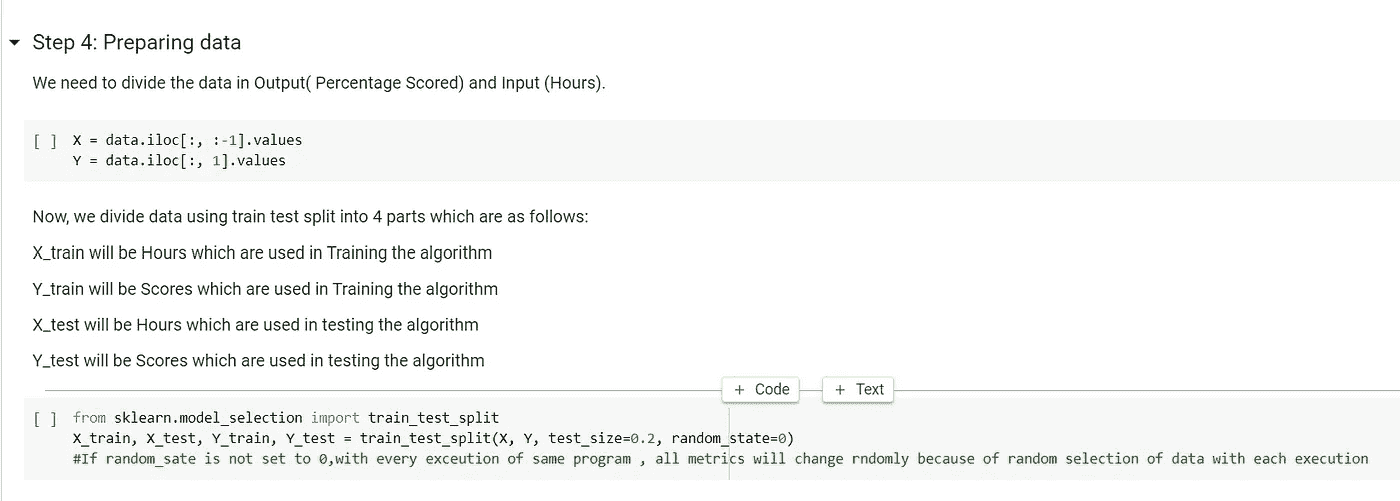 Step 4: Preparing data
We need to divide the data in Output( Percentage Scored) and Input (Hours).
[ ] X = data.iloc[:, :-1].values
Y = data.iloc[:, 1].values
Now, we divide data using train test split into 4 parts which are as follows:
X_train will be Hours which are used in Training the algorithm
Y_train will be Scores which are used in Training the algorithm
X_test will be Hours which are used in testing the algorithm
Y_test will be Scores which are used in testing the algorithm
+ Code + Text
[ ] from sklearn.model_selection import train_test_split
X_train, X_test, Y_train, Y_test = train_test_split(X, Y, test_size=0.2, random_state=0)
#If random_sate is not set to 0,with every exceution of same program , all metrics will change rndomly because of random selection of data with each execution